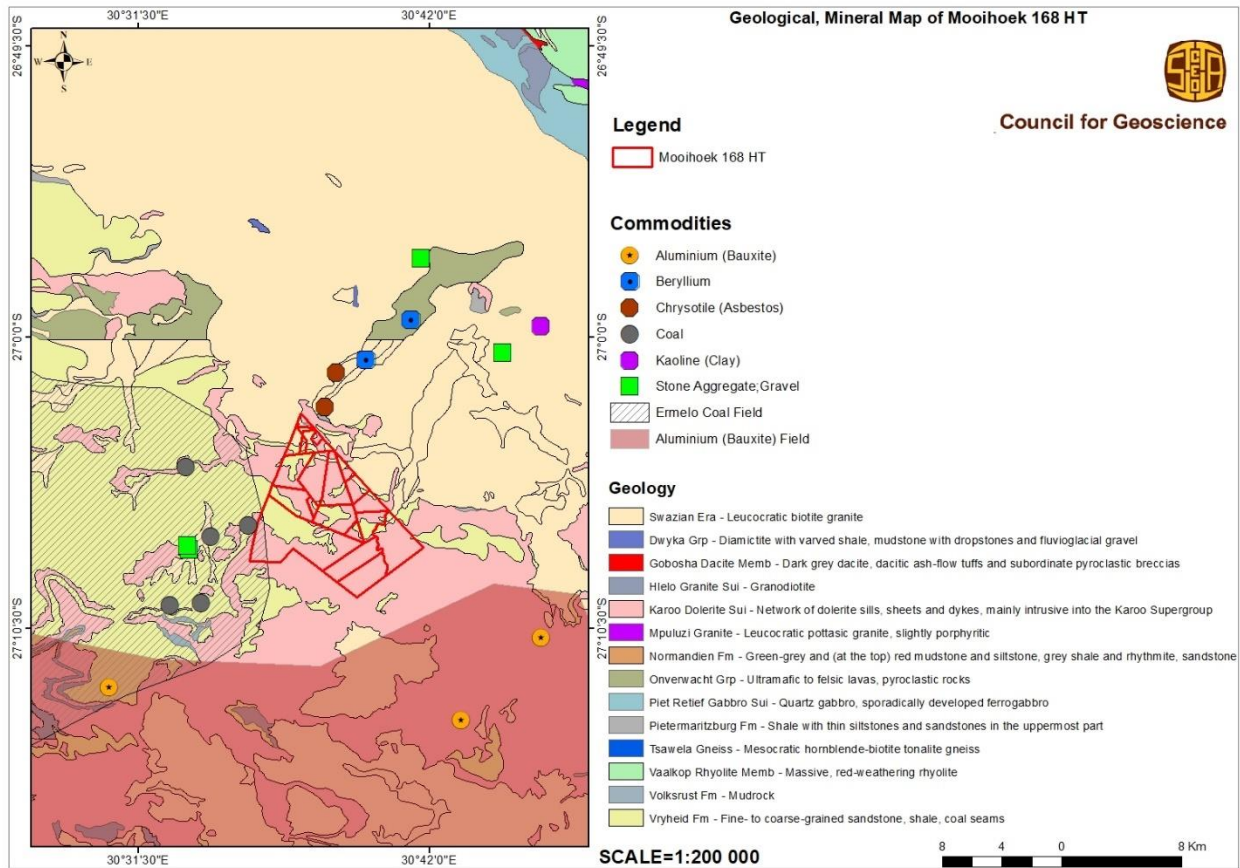 30°31'30"E
30°42'0"E
Geological, Mineral Map of Mooihoek 168 HT
26°49'30"S
26°49'30"S
N
W E
S
Council for Geoscience
Legend
Mooihoek 168 HT
Commodities
Aluminium (Bauxite)
Beryllium
Chrysotile (Asbestos)
Coal
Kaoline (Clay)
Stone Aggregate;Gravel
Ermelo Coal Field
Aluminium (Bauxite) Field
27°0'0"S
27°0'0"S
Geology
Swazian Era - Leucocratic biotite granite
Dwyka Grp - Diamictite with varved shale, mudstone with dropstones and fluvioglacial gravel
Gobosha Dacite Memb - Dark grey dacite, dacitic ash-flow tuffs and subordinate pyroclastic breccias
Hlelo Granite Sui - Granodiotite
Karoo Dolerite Sui - Network of dolerite sills, sheets and dykes, mainly intrusive into the Karoo Supergroup
Mpuluzi Granite - Leucocratic pottasic granite, slightly porphyritic
Normandien Fm - Green-grey and (at the top) red mudstone and siltstone, grey shale and rhythmite, sandstone
Onverwacht Grp - Ultramafic to felsic lavas, pyroclastic rocks
Piet Retief Gabbro Sui - Quartz gabbro, sporadically developed ferrogabbro
Pietermaritzburg Fm - Shale with thin siltstones and sandstones in the uppermost part
Tsawela Gneiss - Mesocratic hornblende-biotite tonalite gneiss
Vaalkop Rhyolite Memb - Massive, red-weathering rhyolite
Volksrust Fm - Mudrock
Vryheid Fm - Fine- to coarse-grained sandstone, shale, coal seams
27°10'30"S
27°10'30"S
30°31'30"E
30°42'0"E
SCALE=1:200 000
8 4 0 8 Km